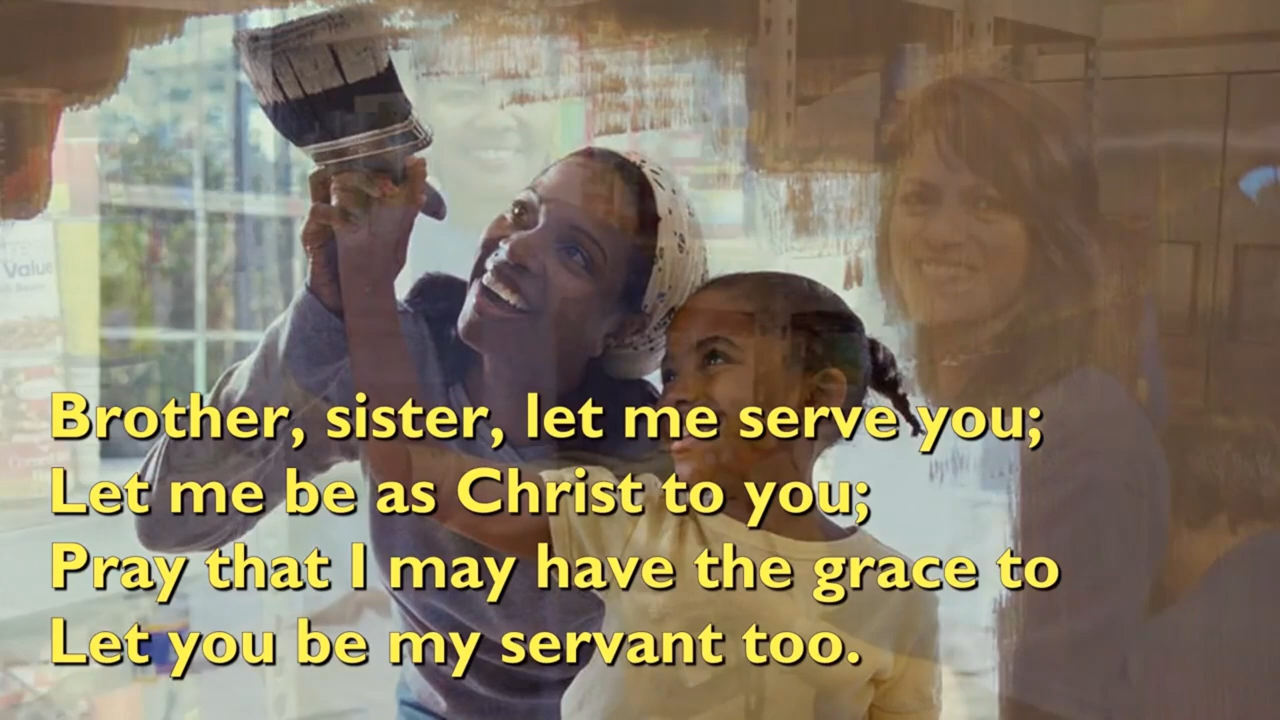 Value
Brother, sister, let me serve you;
Let me be as Christ to you;
Pray that I may have the grace to
Let you be my servant too.